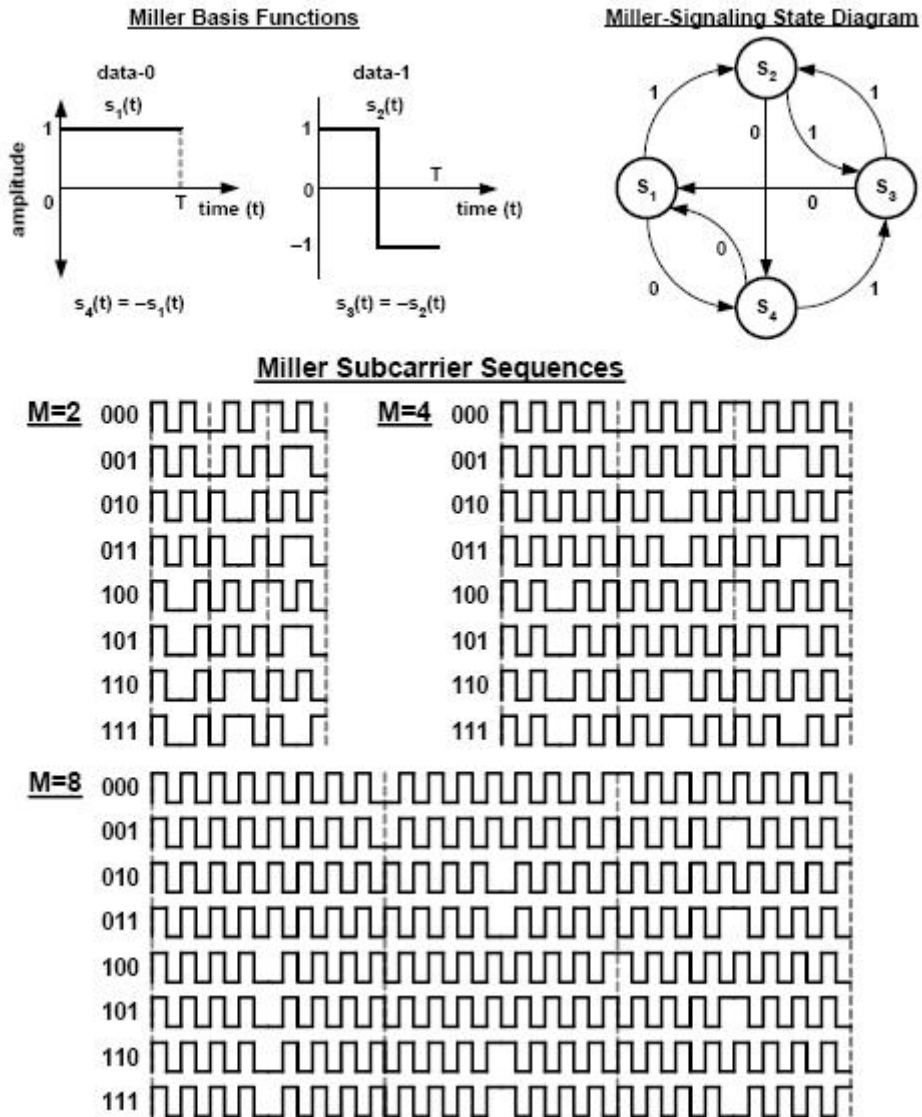 Miller Basis Functions
Miller-Signaling State Diagram
data-0
s1(t)
1
amplitude
0
T
time (t)
s4(t) = –s1(t)
data-1
s2(t)
1
T
0
time (t)
–1
s3(t) = –s2(t)
S2
1
1
0
1
S1
S3
0
0
0
1
S4
Miller Subcarrier Sequences
M=2
000
001
010
011
100
101
110
111
M=4
000
001
010
011
100
101
110
111
M=8
000
001
010
011
100
101
110
111